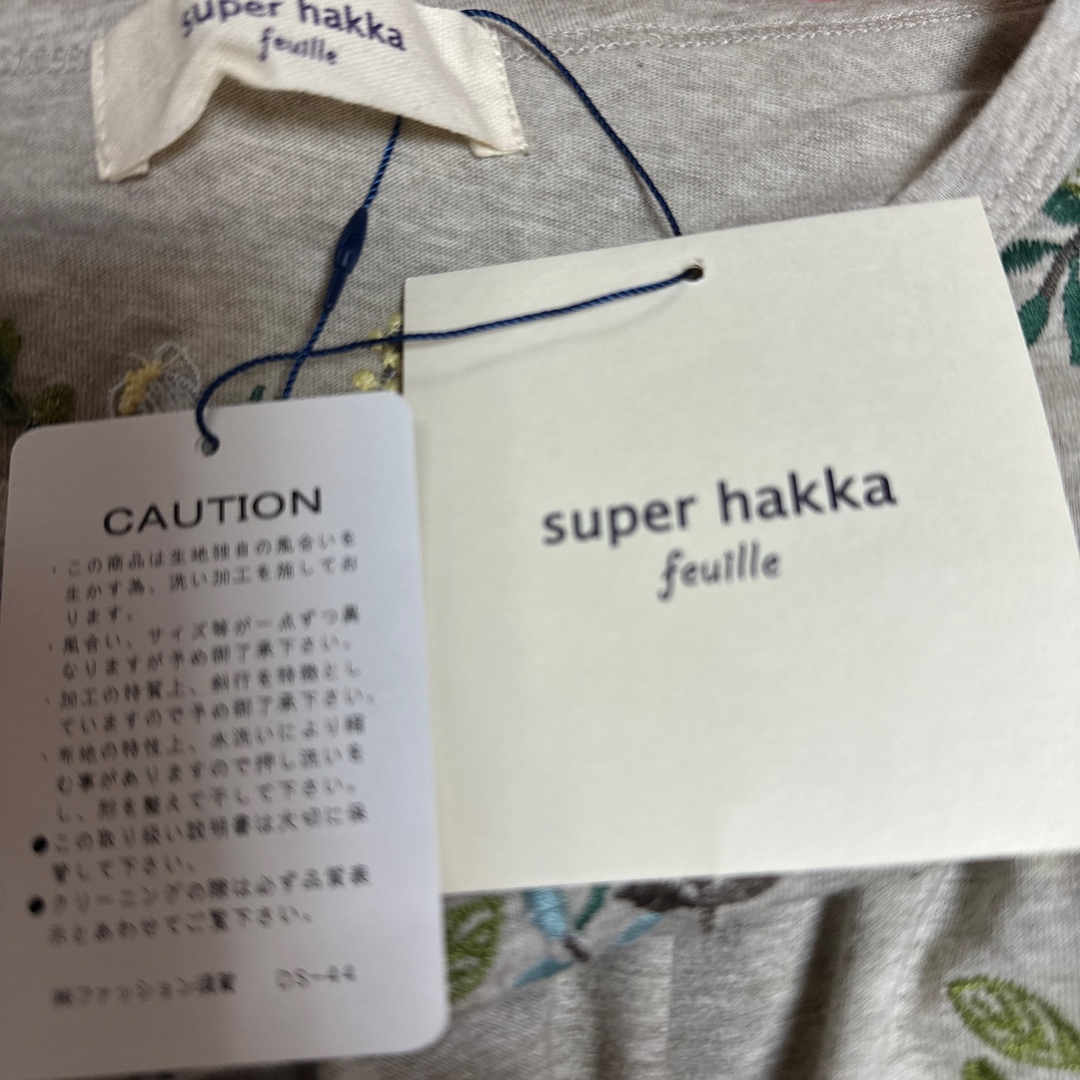 super hakka
feuille
super hakka
feuille
CAUTION
・この商品は生地独自の風合いを
生かす為、洗い加工を施してお
ります。
・風合い、サイズ等が一点ずつ異
なりますが予め御了承下さい。
・加工の特質上、斜行を特徴とし
ていますので予め御了承下さい。
・布地の特性上、水洗いにより縮
む事がありますので押し洗いを
し、形を整えて干して下さい。
●この取り扱い説明書は大切に保
管して下さい。
●クリーニングの際は必ず品質表
示とあわせてご覧下さい。
㈱ファッション須賀 DS-44